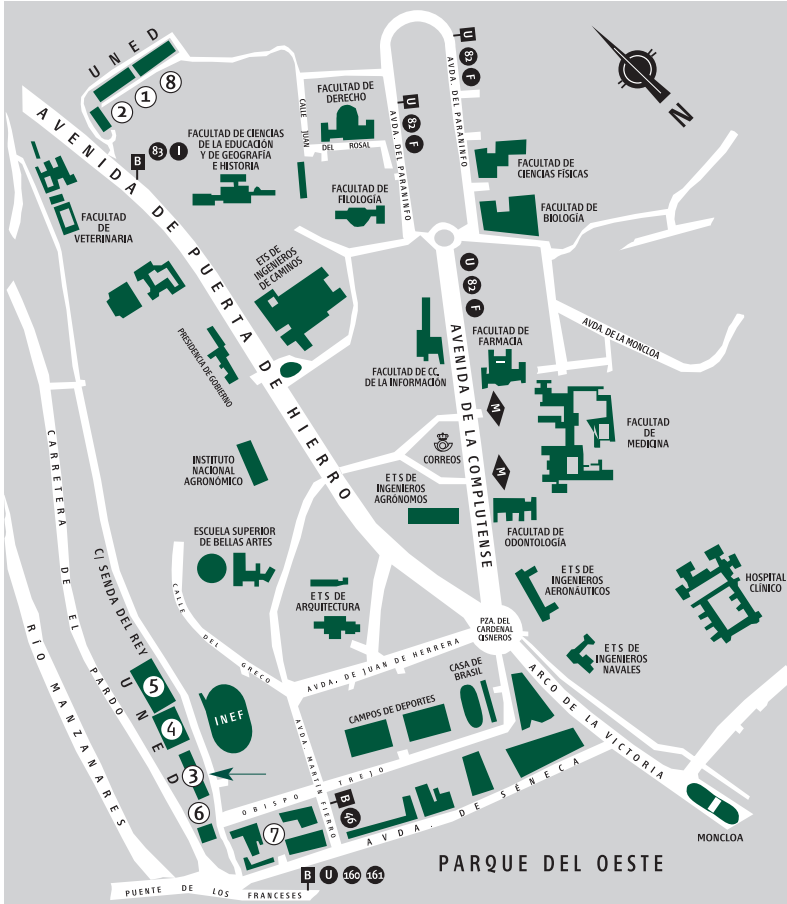 UNED
2
1
8
AVENIDA DE PUERTA DE HIERRO
B
83
I
FACULTAD DE CIENCIAS
DE LA EDUCACIÓN
Y DE GEOGRAFÍA
E HISTORIA
FACULTAD DE
DERECHO
CALLE JUAN
DEL ROSAL
U
82
F
AVDA. DEL PARANINFO
U
82
F
AVDA. DEL PARANINFO
N
FACULTAD DE
CIENCIAS FÍSICAS
FACULTAD
DE
VETERINARIA
FACULTAD DE
FILOLOGÍA
FACULTAD DE
BIOLOGÍA
ETS DE
INGENIEROS
DE CAMINOS
U
82
F
AVENIDA DE LA COMPLUTENSE
FACULTAD DE
FARMACIA
AVDA. DE LA MONCLOA
PRESIDENCIA DE GOBIERNO
FACULTAD DE CC.
DE LA INFORMACIÓN
M
FACULTAD
DE
MEDICINA
CORREOS
M
INSTITUTO
NACIONAL
AGRONÓMICO
ETS DE
INGENIEROS
AGRÓNOMOS
FACULTAD DE
ODONTOLOGÍA
CARRETERA DE EL PARDO
C/ SENDA DEL REY
ESCUELA SUPERIOR
DE BELLAS ARTES
CALLE DEL GRECO
ETS DE
ARQUITECTURA
ETS DE
INGENIEROS
AERONÁUTICOS
HOSPITAL
CLÍNICO
PZA. DEL
CARDENAL
CISNEROS
ETS DE
INGENIEROS
NAVALES
RÍO MANZANARES
AVDA. DE JUAN DE HERRERA
CASA DE
BRASIL
ARCO DE LA VICTORIA
UNED
5
4
3
6
INEF
CAMPOS DE DEPORTES
AVDA. MARTÍN FIERRO
OBISPO TREJO
B
46
7
AVDA. DE SÉNECA
MONCLOA
PARQUE DEL OESTE
B
U
160
161
PUENTE DE LOS FRANCESES